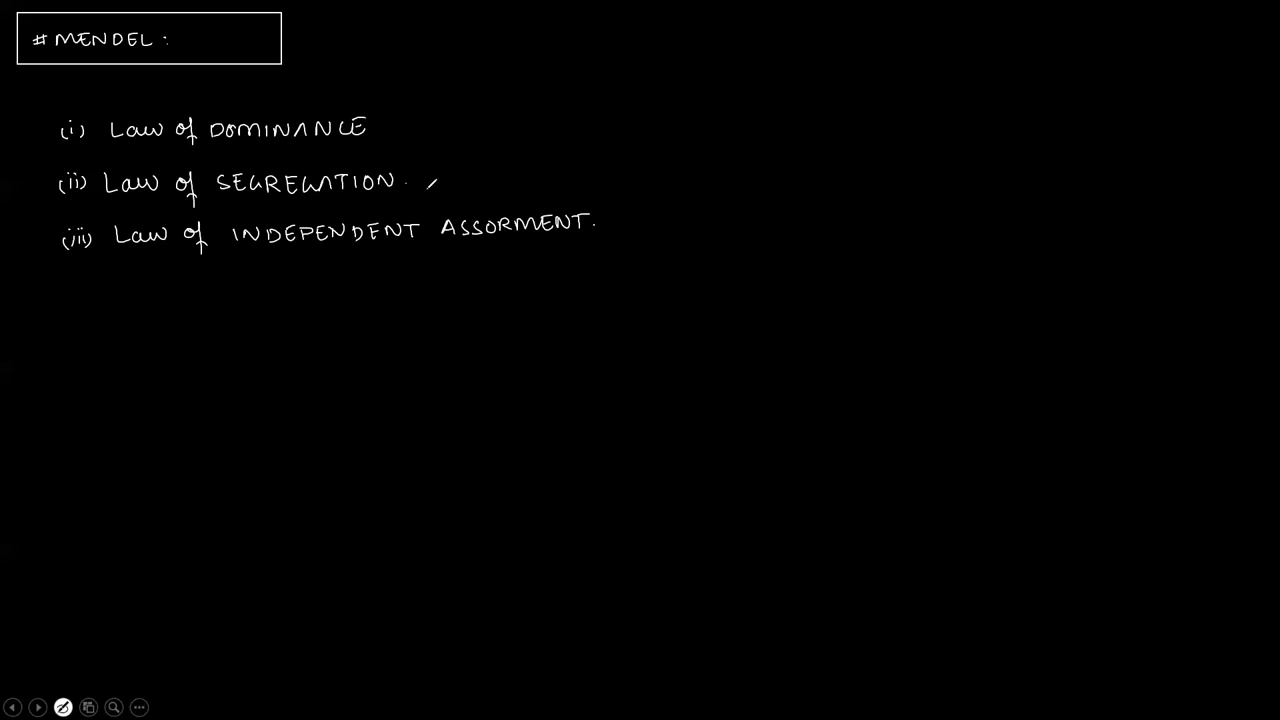 # MENDEL :
(i) Law of DOMINANCE
(ii) Law of SEGREGATION.
(iii) Law of INDEPENDENT ASSORMENT.